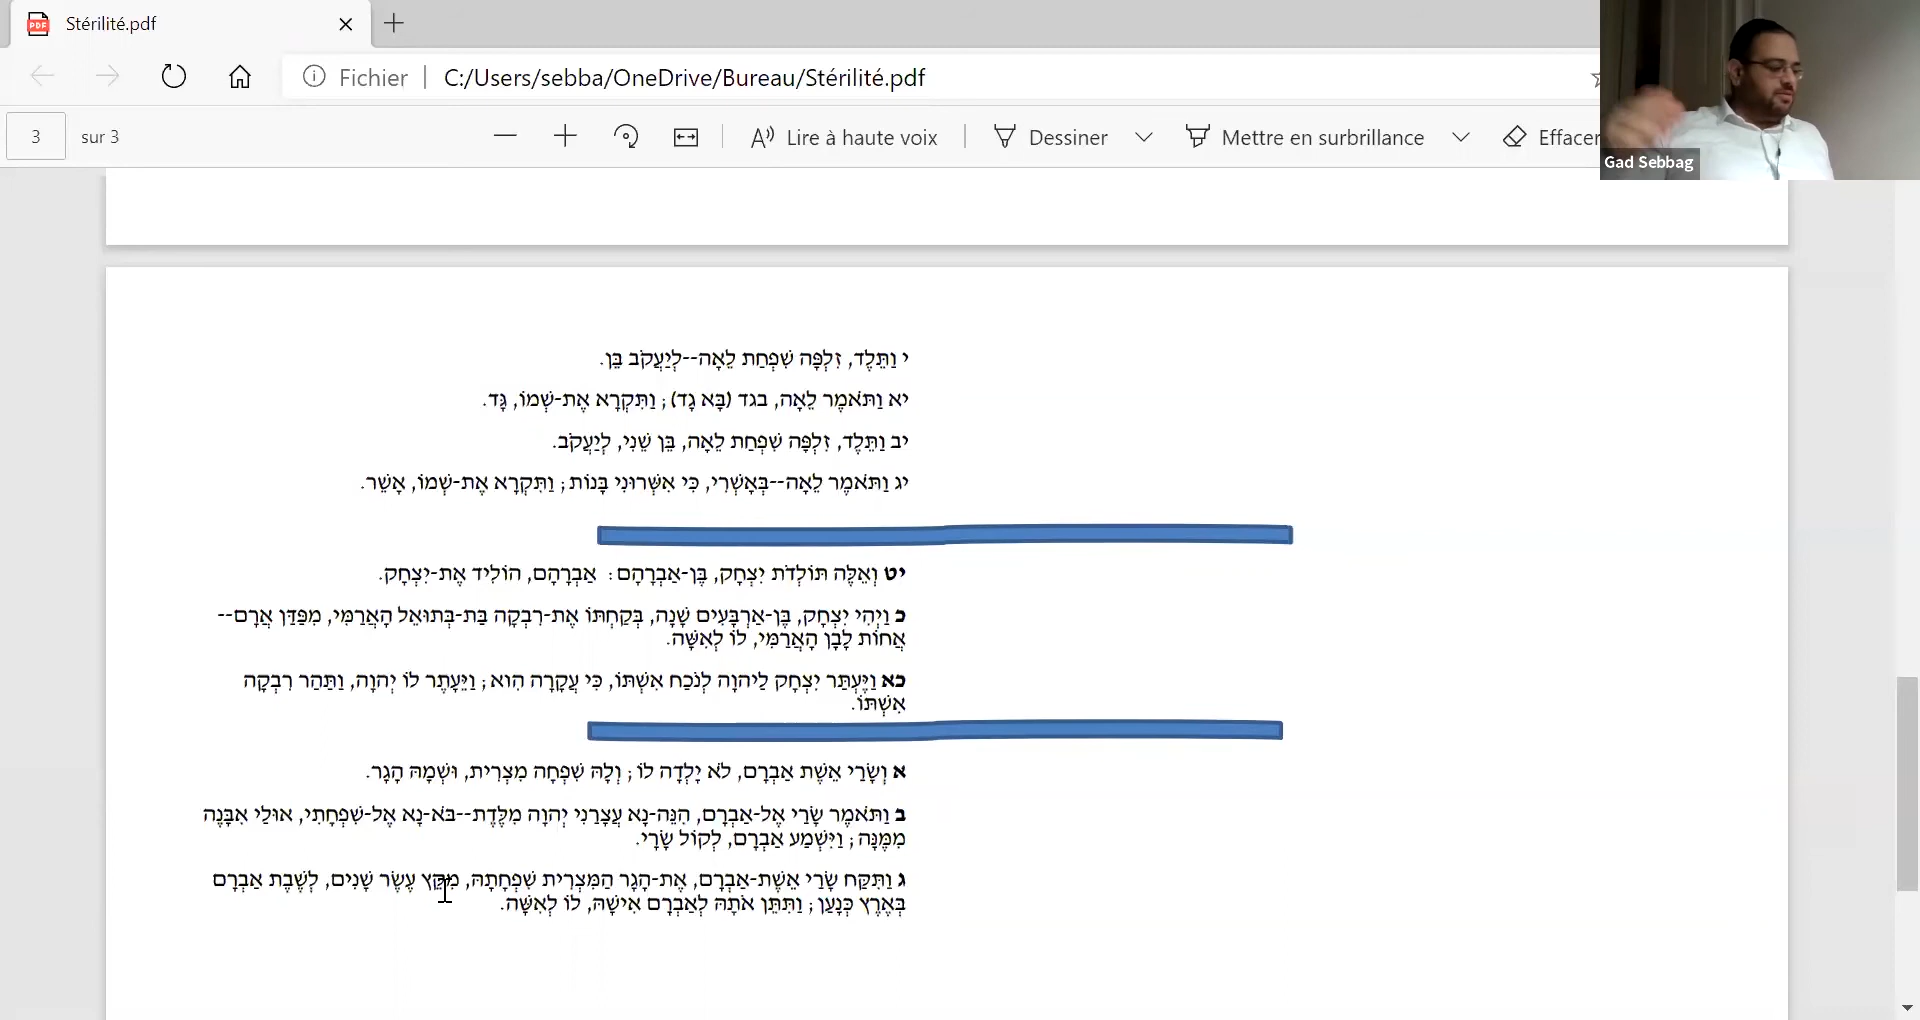 Stérilité.pdf
Fichier
C:/Users/sebba/OneDrive/Bureau/Stérilité.pdf
3 sur 3
Lire à haute voix
Dessiner
Mettre en surbrillance
Effacer
Gad Sebbag
י וַתֵּלֶד, זִלְפָּה שִׁפְחַת לֵאָה--לְיַעֲקֹב בֵּן.
יא וַתֹּאמֶר לֵאָה, בגד (בָּא גָד); וַתִּקְרָא אֶת-שְׁמוֹ, גָּד.
יב וַתֵּלֶד, זִלְפָּה שִׁפְחַת לֵאָה, בֵּן שֵׁנִי, לְיַעֲקֹב.
יג וַתֹּאמֶר לֵאָה--בְּאָשְׁרִי, כִּי אִשְּׁרוּנִי בָּנוֹת; וַתִּקְרָא אֶת-שְׁמוֹ, אָשֵׁר.
יט וְאֵלֶּה תּוֹלְדֹת יִצְחָק, בֶּן-אַבְרָהָם: אַבְרָהָם, הוֹלִיד אֶת-יִצְחָק.
כ וַיְהִי יִצְחָק, בֶּן-אַרְבָּעִים שָׁנָה, בְּקַחְתּוֹ אֶת-רִבְקָה בַּת-בְּתוּאֵל הָאֲרַמִּי, מִפַּדַּן אֲרָם--
אֲחוֹת לָבָן הָאֲרַמִּי, לוֹ לְאִשָּׁה.
כא וַיֶּעְתַּר יִצְחָק לַיהוָה לְנֹכַח אִשְׁתּוֹ, כִּי עֲקָרָה הִוא; וַיֵּעָתֶר לוֹ יְהוָה, וַתַּהַר רִבְקָה
אִשְׁתּוֹ.
א וְשָׂרַי אֵשֶׁת אַבְרָם, לֹא יָלְדָה לוֹ; וְלָהּ שִׁפְחָה מִצְרִית, וּשְׁמָהּ הָגָר.
ב וַתֹּאמֶר שָׂרַי אֶל-אַבְרָם, הִנֵּה-נָא עֲצָרַנִי יְהוָה מִלֶּדֶת--בֹּא-נָא אֶל-שִׁפְחָתִי, אוּלַי אִבָּנֶה
מִמֶּנָּה; וַיִּשְׁמַע אַבְרָם, לְקוֹל שָׂרָי.
ג וַתִּקַּח שָׂרַי אֵשֶׁת-אַבְרָם, אֶת-הָגָר הַמִּצְרִית שִׁפְחָתָהּ, מִקֵּץ עֶשֶׂר שָׁנִים, לְשֶׁבֶת אַבְרָם
בְּאֶרֶץ כְּנָעַן; וַתִּתֵּן אֹתָהּ לְאַבְרָם אִישָׁהּ, לוֹ לְאִשָּׁה.